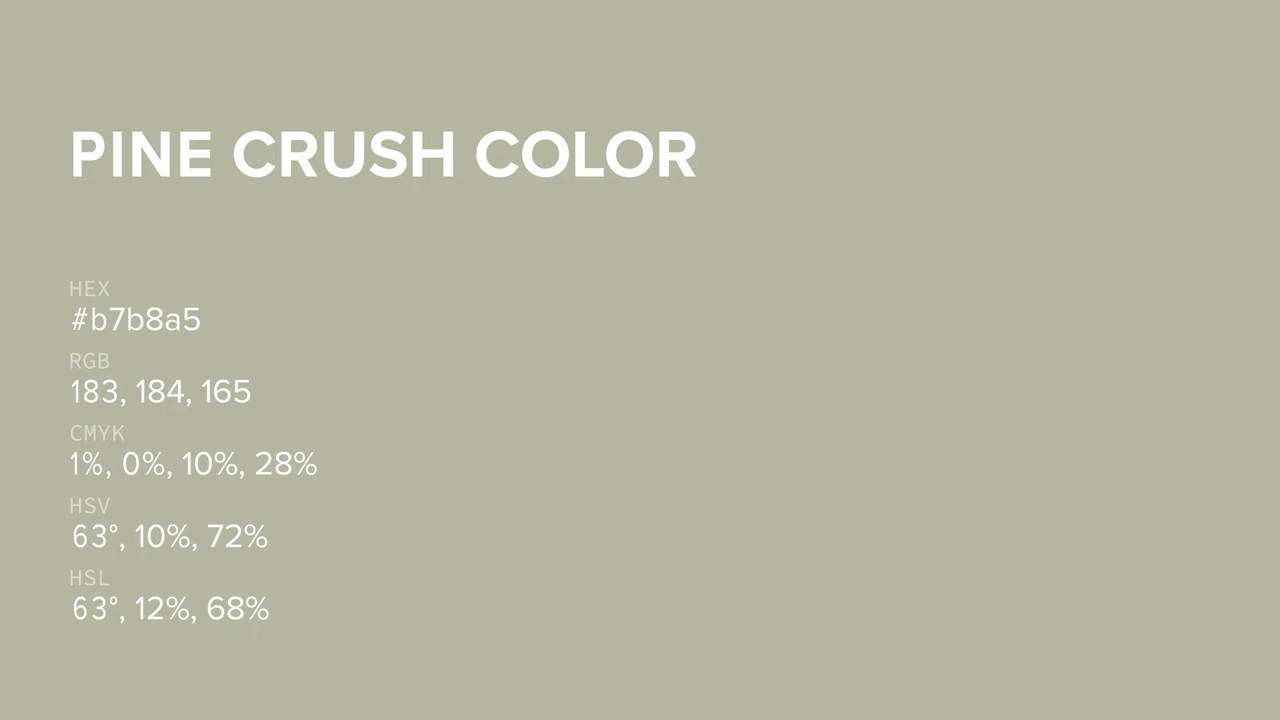 PINE CRUSH COLOR
HEX
#b7b8a5
RGB
183, 184, 165
CMYK
1%, 0%, 10%, 28%
HSV
63°, 10%, 72%
HSL
63°, 12%, 68%